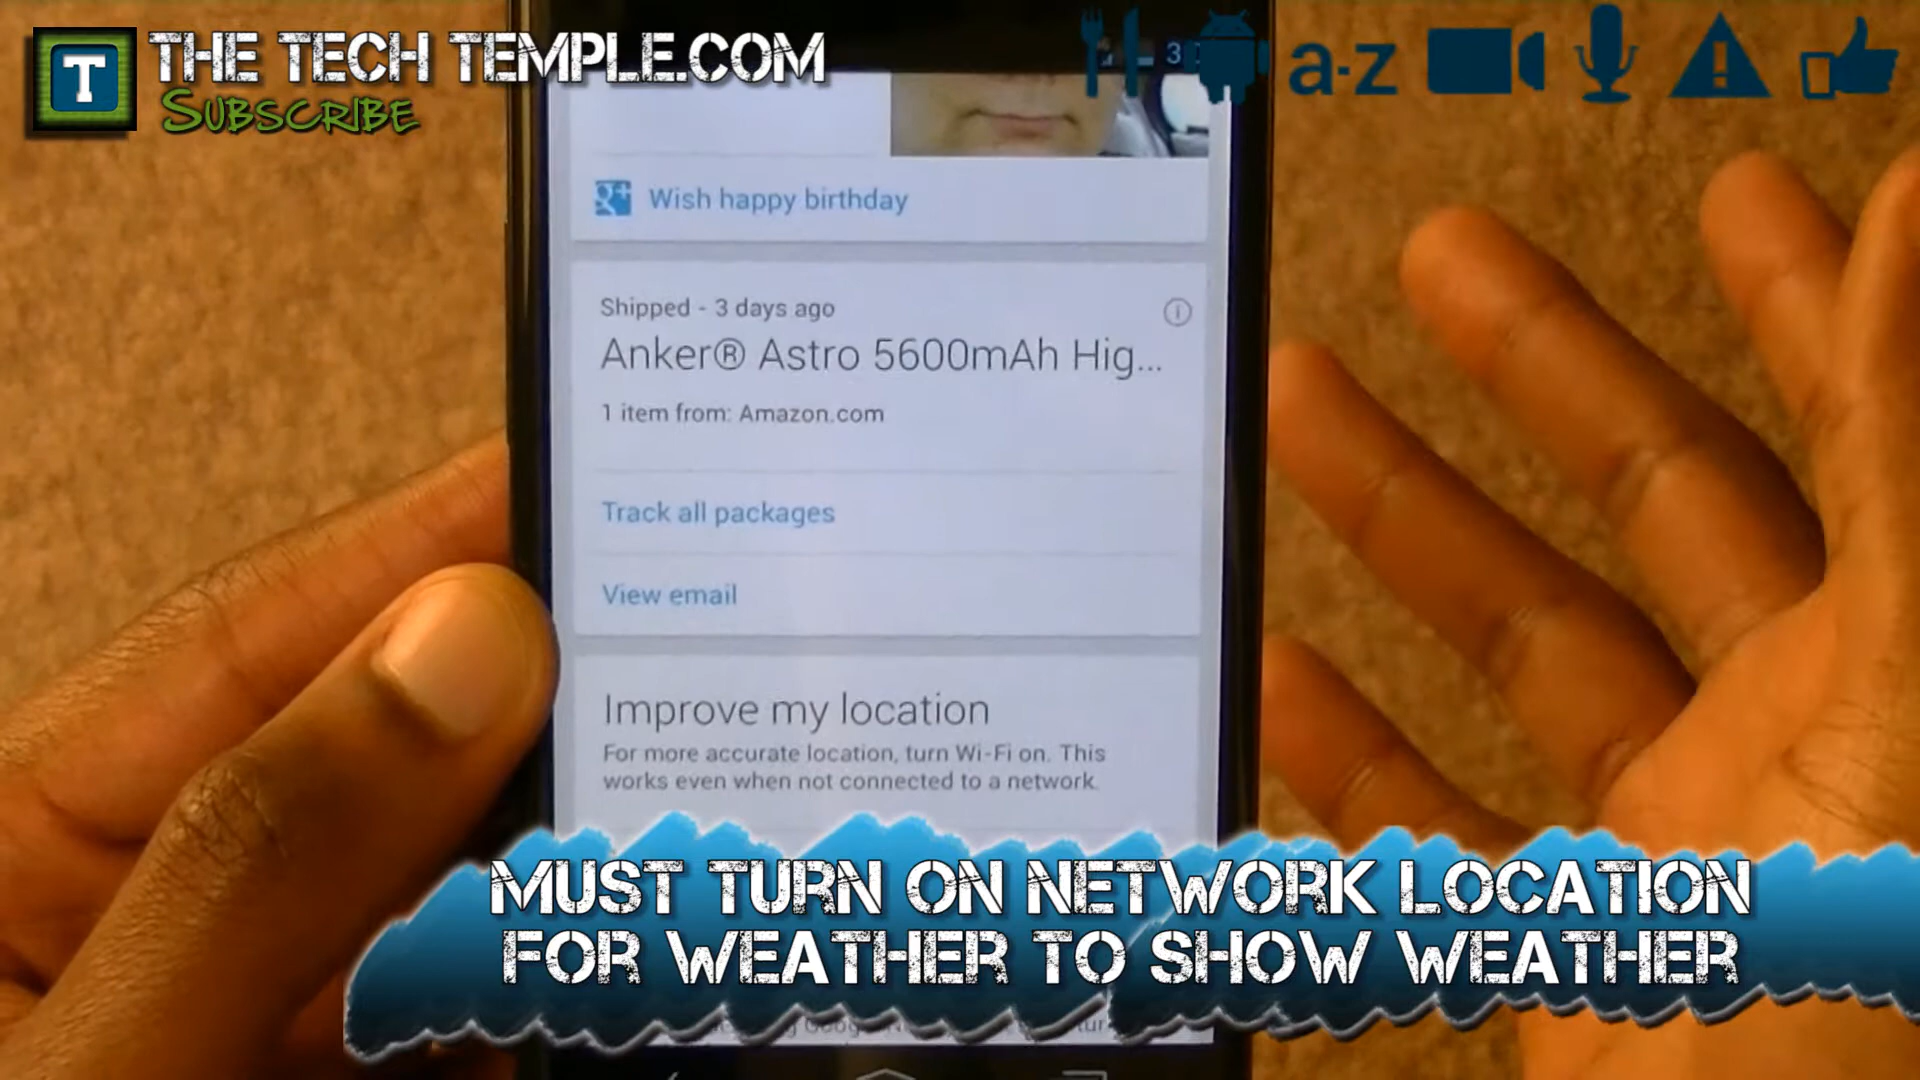 T THE TECH TEMPLE.COM
SUBSCRIBE
a-z
3
g+ Wish happy birthday
Shipped - 3 days ago
Anker® Astro 5600mAh Hig...
1 item from: Amazon.com
Track all packages
View email
Improve my location
For more accurate location, turn Wi-Fi on. This
works even when not connected to a network.
MUST TURN ON NETWORK LOCATION
FOR WEATHER TO SHOW WEATHER